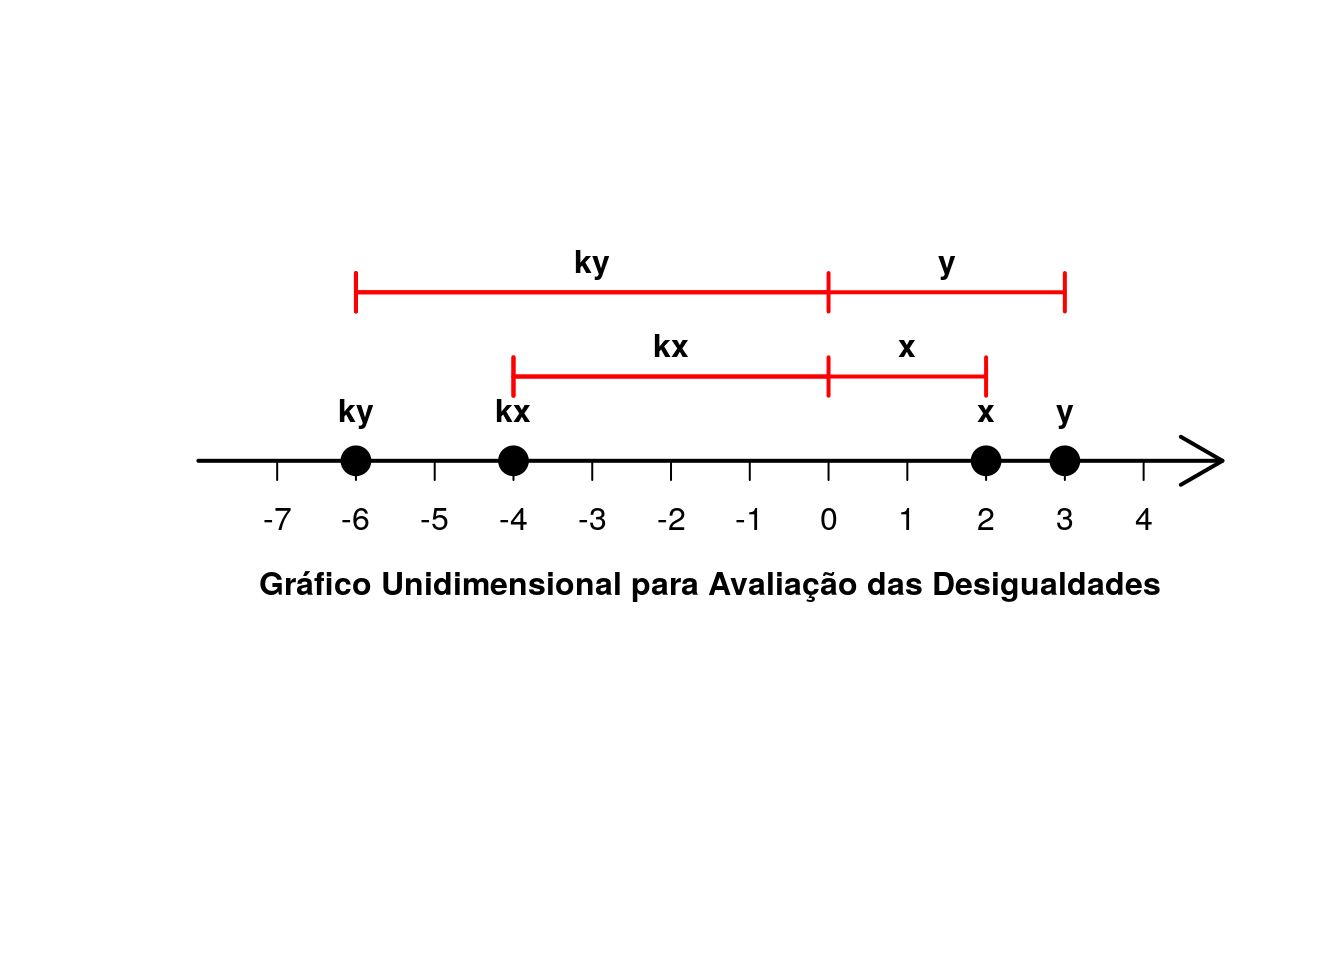 ky y
kx x
ky kx x y
-7 -6 -5 -4 -3 -2 -1 0 1 2 3 4
Gráfico Unidimensional para Avaliação das Desigualdades